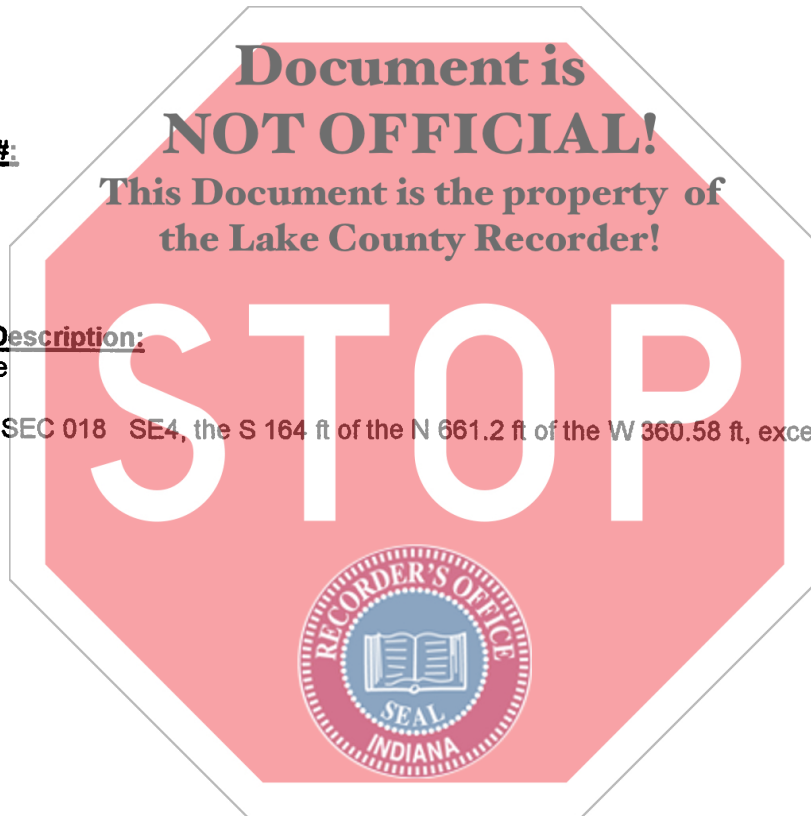 Document is
NOT OFFICIAL!
#:
This Document is the property of
the Lake County Recorder!
STOP
Description:
e
SEC 018 SE4, the S 164 ft of the N 661.2 ft of the W 360.58 ft, exce
RECORDER'S OFFICE
SEAL
INDIANA